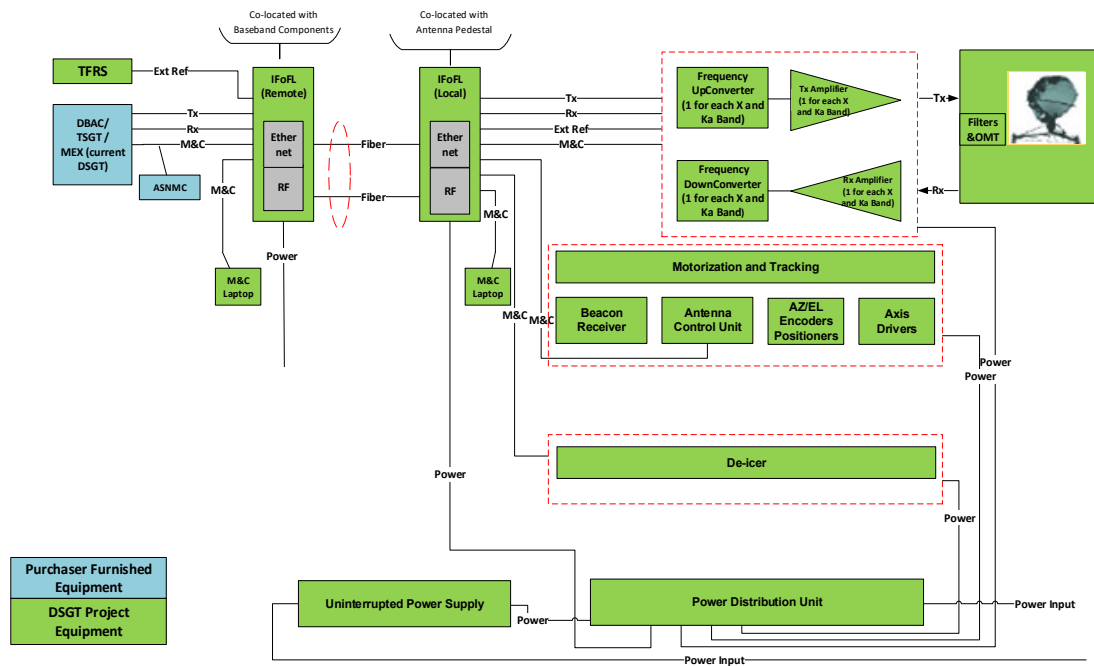 Co-located with
Baseband Components
Co-located with
Antenna Pedestal
TFRS
Ext Ref
IFoFL
(Remote)
IFoFL
(Local)
DBAC/
TSGT /
MEX (current
DSGT)
Tx
Rx
M&C
ASNMC
M&C
Ether
net
RF
Fiber
Fiber
Ether
net
RF
Tx
Rx
Ext Ref
M&C
Frequency
UpConverter
(1 for each X and
Ka Band)
Tx Amplifier
(1 for each X
and Ka Band)
Tx
Filters
&OMT
Frequency
DownConverter
(1 for each X and
Ka Band)
Rx Amplifier
(1 for each X
and Ka Band)
Rx
Power
M&C
Laptop
M&C
M&C
Laptop
M&C
M&C
Motorization and Tracking
Beacon
Receiver
Antenna
Control Unit
AZ/EL
Encoders
Positioners
Axis
Drivers
Power
Power
De-icer
Power
Power
Purchaser Furnished
Equipment
DSGT Project
Equipment
Uninterrupted Power Supply
Power
Power Distribution Unit
Power Input
Power Input